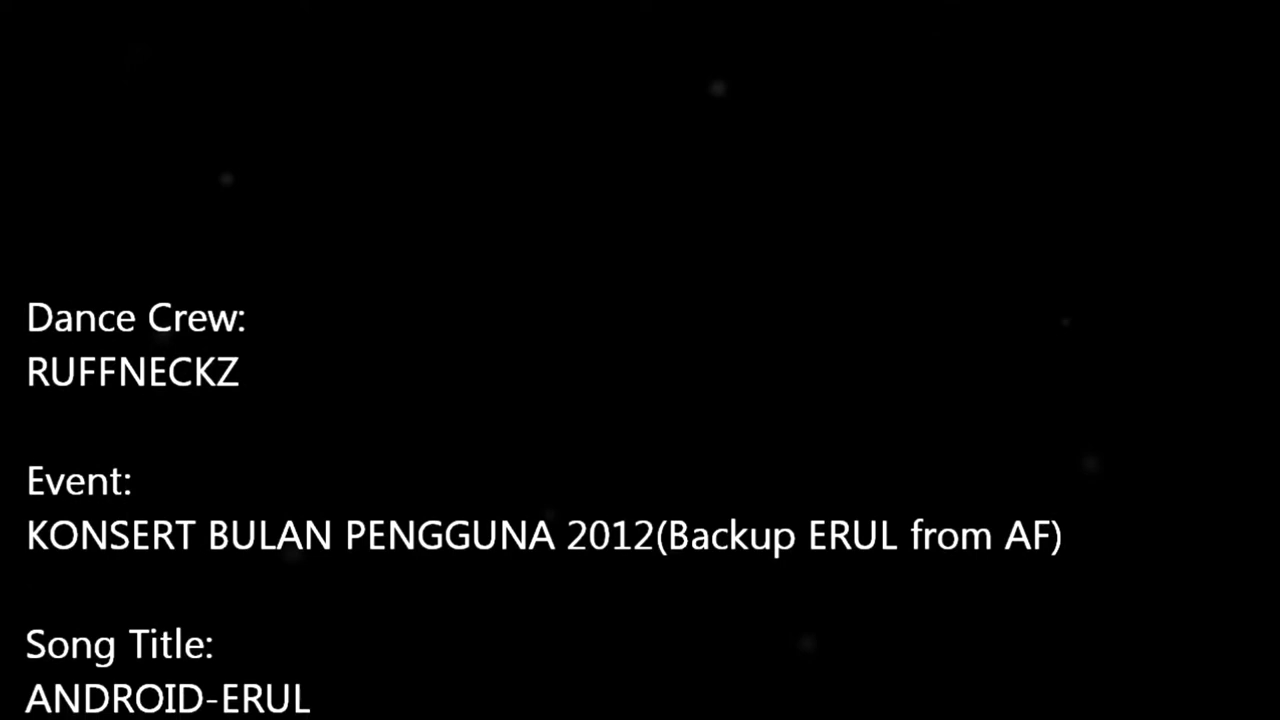 Dance Crew:
RUFFNECKZ
Event:
KONSERT BULAN PENGGUNA 2012(Backup ERUL from AF)
Song Title:
ANDROID-ERUL